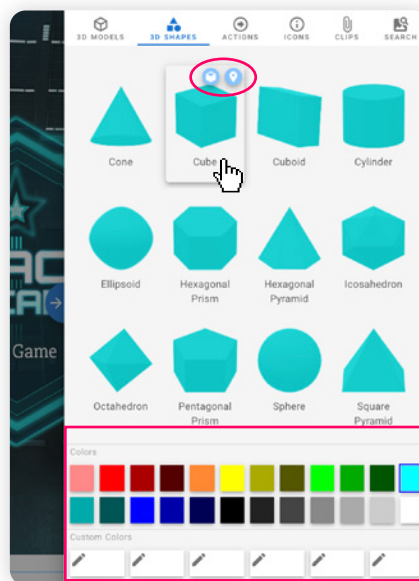 3D MODELS 3D SHAPES ACTIONS ICONS CLIPS SEARCH
Cone Cube Cuboid Cylinder
Ellipsoid Hexagonal Prism Hexagonal Pyramid Icosahedron
Game
Octahedron Pentagonal Prism Sphere Square Pyramid
Colors
Custom Colors